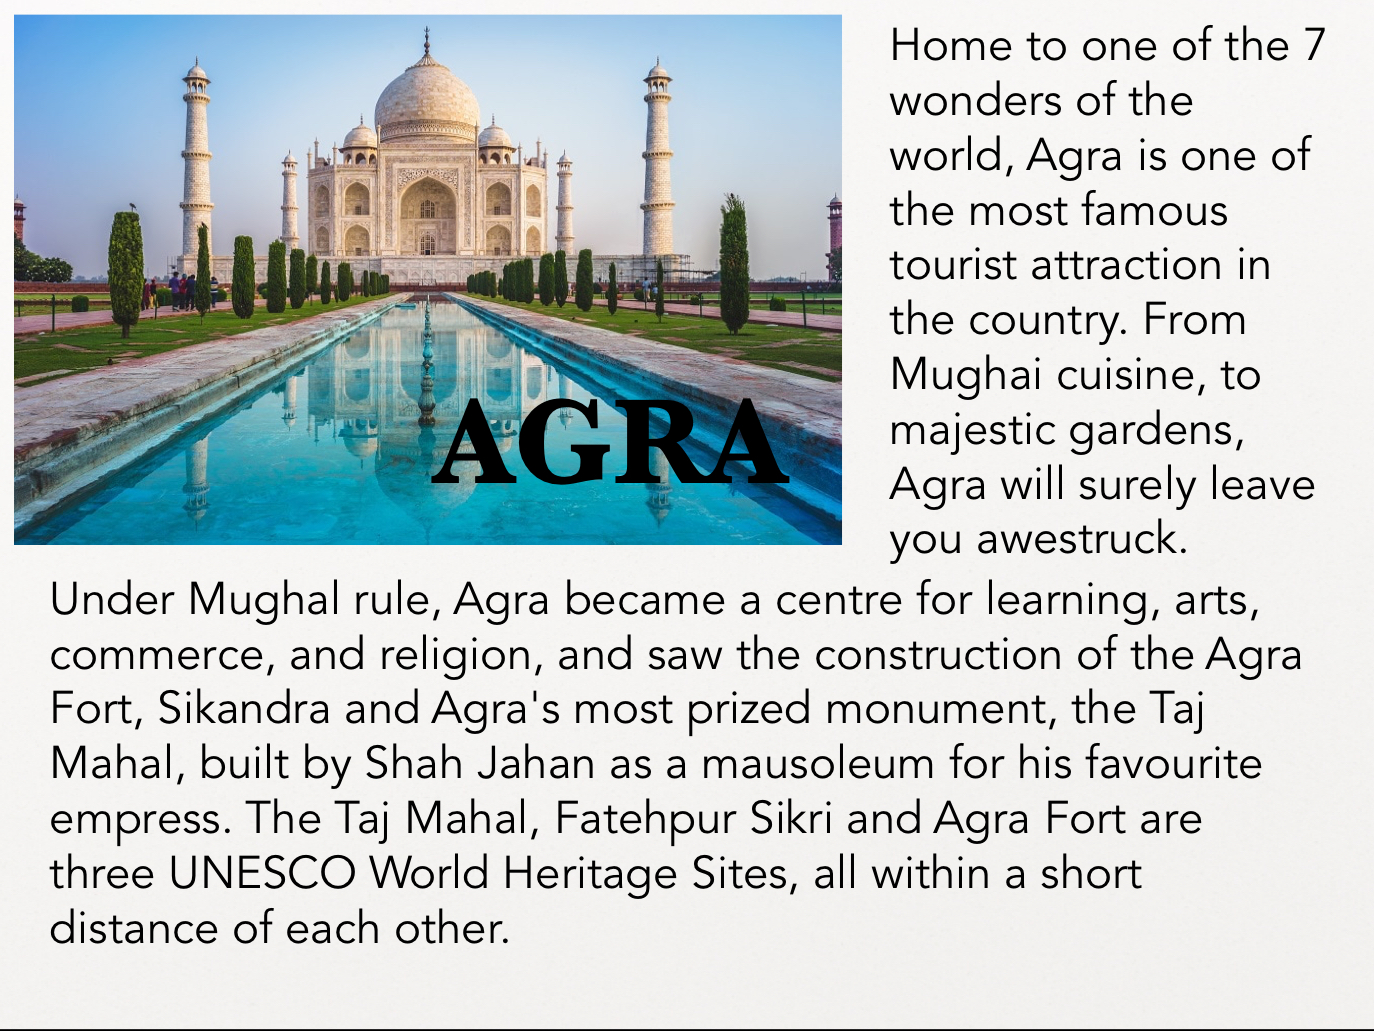 Home to one of the 7
wonders of the
world, Agra is one of
the most famous
tourist attraction in
the country. From
Mughai cuisine, to
majestic gardens,
Agra will surely leave
you awestruck.
AGRA
Under Mughal rule, Agra became a centre for learning, arts,
commerce, and religion, and saw the construction of the Agra
Fort, Sikandra and Agra's most prized monument, the Taj
Mahal, built by Shah Jahan as a mausoleum for his favourite
empress. The Taj Mahal, Fatehpur Sikri and Agra Fort are
three UNESCO World Heritage Sites, all within a short
distance of each other.